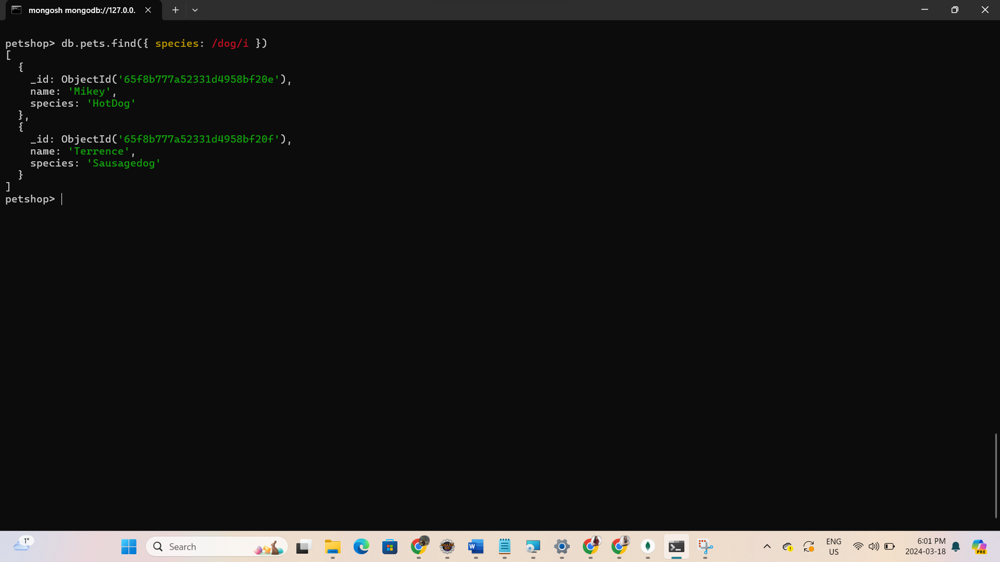 mongosh mongodb://127.0.0.
petshop> db.pets.find({ species: /dog/i })
[
  {
    _id: ObjectId('65f8b777a52331d4958bf20e'),
    name: 'Mikey',
    species: 'HotDog'
  },
  {
    _id: ObjectId('65f8b777a52331d4958bf20f'),
    name: 'Terrence',
    species: 'Sausagedog'
  }
]
petshop>
1°
Search
ENG
US
6:01 PM
2024-03-18
PRE